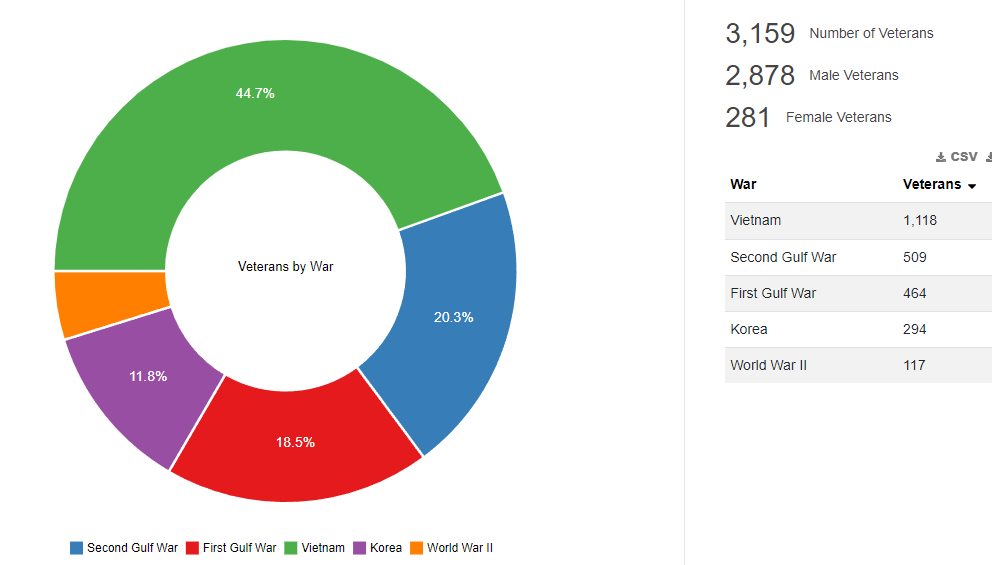 44.7%
20.3%
18.5%
11.8%
Veterans by War
Second Gulf War First Gulf War Vietnam Korea World War II
3,159 Number of Veterans
2,878 Male Veterans
281 Female Veterans
CSV
War Veterans
Vietnam 1,118
Second Gulf War 509
First Gulf War 464
Korea 294
World War II 117